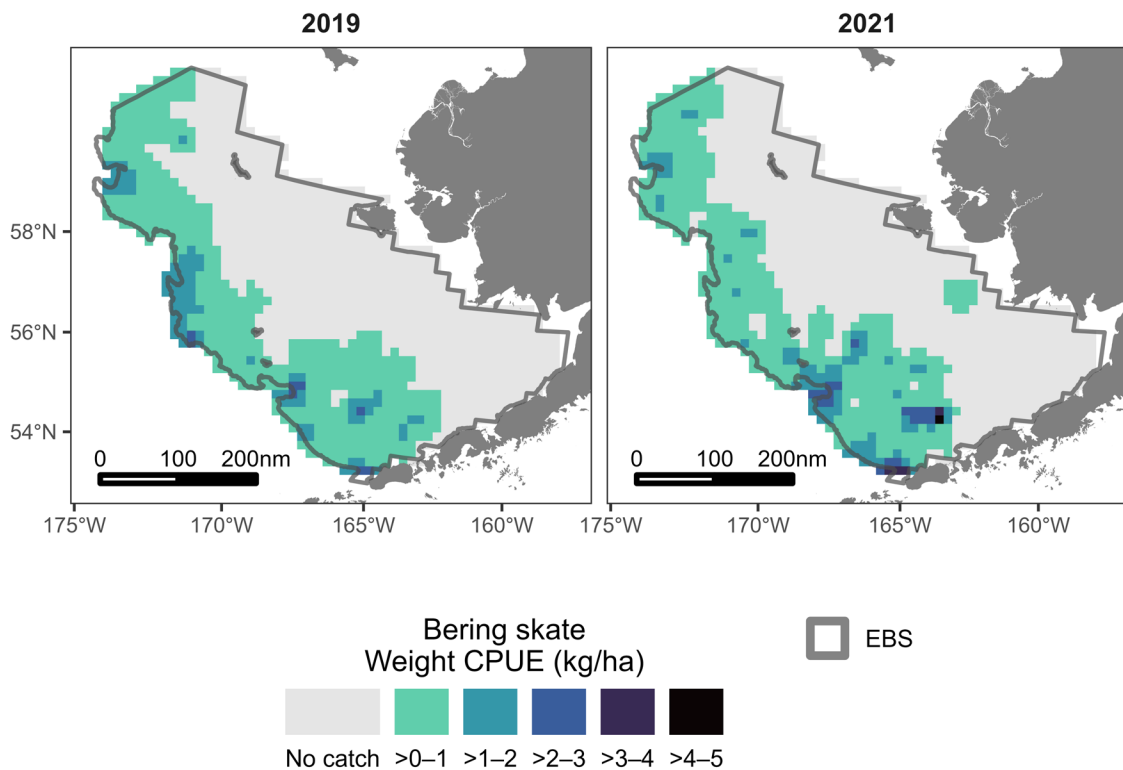 2019
2021
58°N
56°N
54°N
0 100 200nm
0 100 200nm
175°W 170°W 165°W 160°W
175°W 170°W 165°W 160°W
Bering skate
Weight CPUE (kg/ha)
EBS
No catch >0–1 >1–2 >2–3 >3–4 >4–5